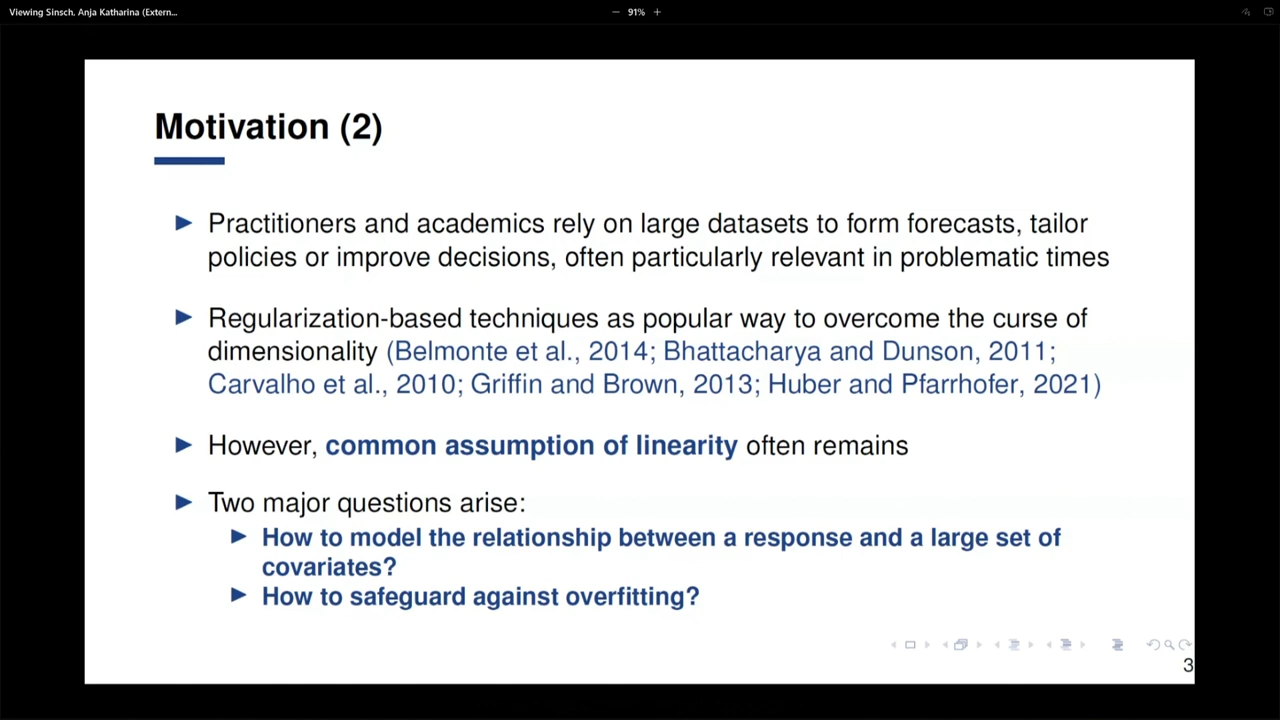 Viewing Sinsch, Anja Katharina (Extern...
− 91% +
Motivation (2)
Practitioners and academics rely on large datasets to form forecasts, tailor
policies or improve decisions, often particularly relevant in problematic times
Regularization-based techniques as popular way to overcome the curse of
dimensionality (Belmonte et al., 2014; Bhattacharya and Dunson, 2011;
Carvalho et al., 2010; Griffin and Brown, 2013; Huber and Pfarrhofer, 2021)
However, common assumption of linearity often remains
Two major questions arise:
How to model the relationship between a response and a large set of
covariates?
How to safeguard against overfitting?
3